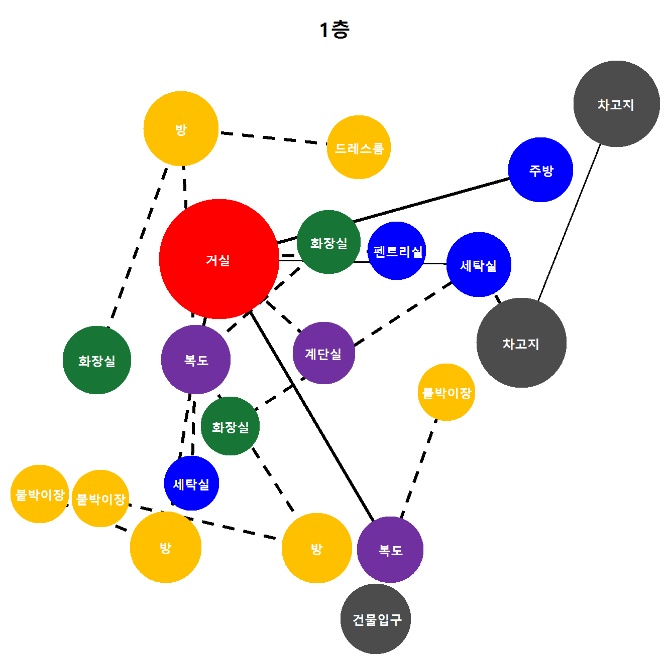 1층
차고지
방
드레스룸
주방
화장실
펜트리실
거실
세탁실
차고지
계단실
화장실
복도
붙박이장
화장실
세탁실
붙박이장
붙박이장
방
방
복도
건물입구